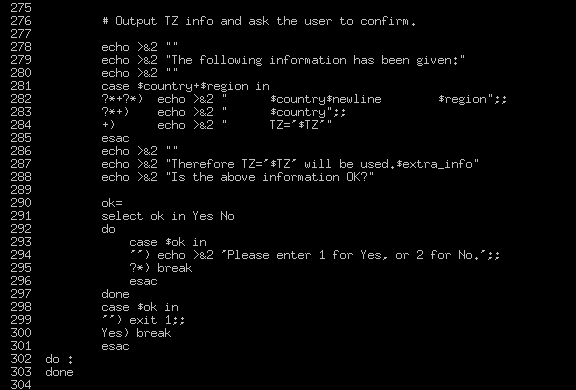 275
276          # Output TZ info and ask the user to confirm.
277
278          echo >&2 ""
279          echo >&2 "The following information has been given:"
280          echo >&2 ""
281          case $country+$region in
282          ?*+?*)  echo >&2 "      $country$newline        $region";;
283          ?*+)    echo >&2 "      $country";;
284          +)      echo >&2 "      TZ='$TZ'"
285          esac
286          echo >&2 ""
287          echo >&2 "Therefore TZ='$TZ' will be used.$extra_info"
288          echo >&2 "Is the above information OK?"
289
290          ok=
291          select ok in Yes No
292          do
293              case $ok in
294              '') echo >&2 'Please enter 1 for Yes, or 2 for No.';;
295              ?*) break
296              esac
297          done
298          case $ok in
299          '') exit 1;;
300          Yes) break
301          esac
302  do :
303  done
304